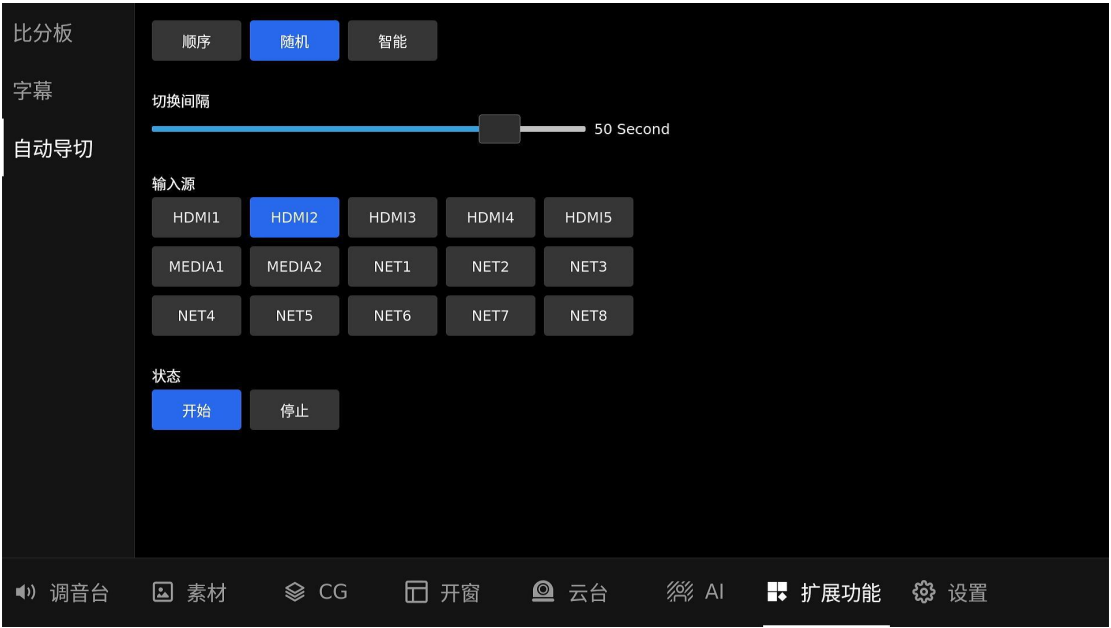 比分板
字幕
自动导切
顺序 随机 智能
切换间隔
50 Second
输入源
HDMI1 HDMI2 HDMI3 HDMI4 HDMI5
MEDIA1 MEDIA2 NET1 NET2 NET3
NET4 NET5 NET6 NET7 NET8
状态
开始 停止
调音台 素材 CG 开窗 云台 AI 扩展功能 设置